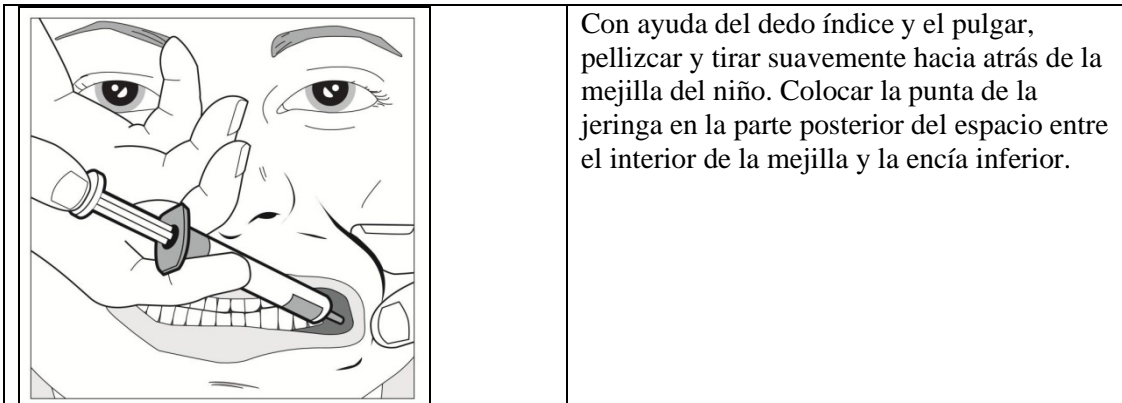 Con ayuda del dedo índice y el pulgar,
pellizcar y tirar suavemente hacia atrás de la
mejilla del niño. Colocar la punta de la
jeringa en la parte posterior del espacio entre
el interior de la mejilla y la encía inferior.